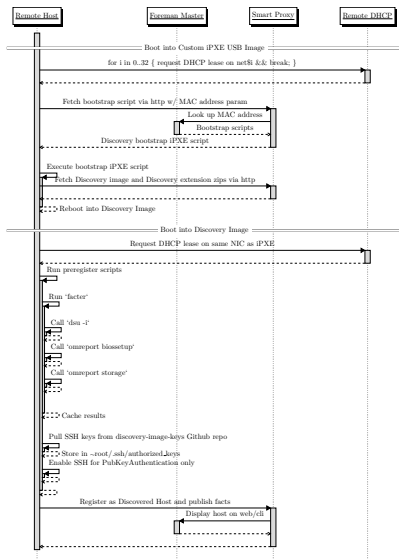 Remote Host
Foreman Master
Smart Proxy
Remote DHCP
Boot into Custom iPXE USB Image
for i in 0..32 { request DHCP lease on net$i && break; }
Fetch bootstrap script via http w/ MAC address param
Look up MAC address
Bootstrap scripts
Discovery bootstrap iPXE script
Execute bootstrap iPXE script
Fetch Discovery image and Discovery extension zips via http
Reboot into Discovery Image
Boot into Discovery Image
Request DHCP lease on same NIC as iPXE
Run preregister scripts
Run 'facter'
Call 'dsu -i'
Call 'omreport biossetup'
Call 'omreport storage'
Cache results
Pull SSH keys from discovery-image-keys Github repo
Store in ~root/.ssh/authorized_keys
Enable SSH for PubKeyAuthentication only
Register as Discovered Host and publish facts
Display host on web/cli